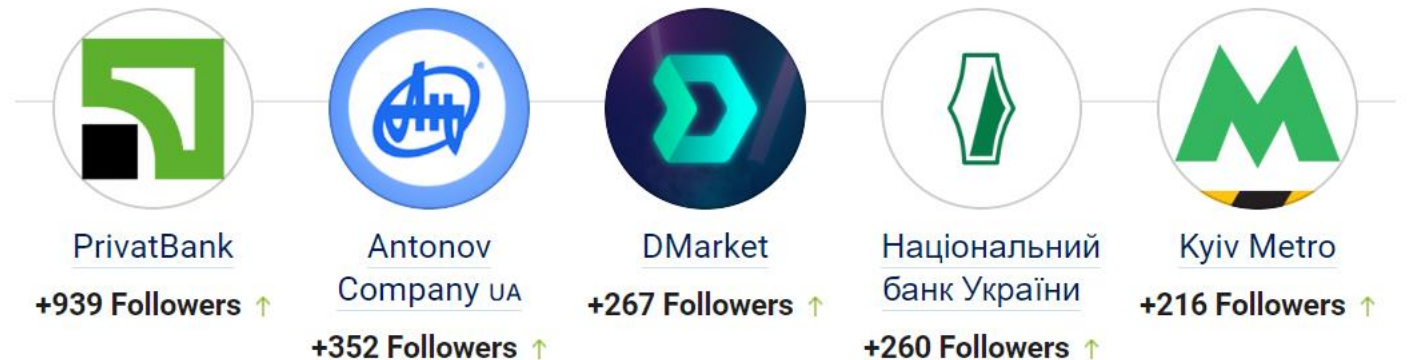 PrivatBank
+939 Followers ↑
Antonov
Company UA
+352 Followers ↑
DMarket
+267 Followers ↑
Національний
банк України
+260 Followers ↑
Kyiv Metro
+216 Followers ↑